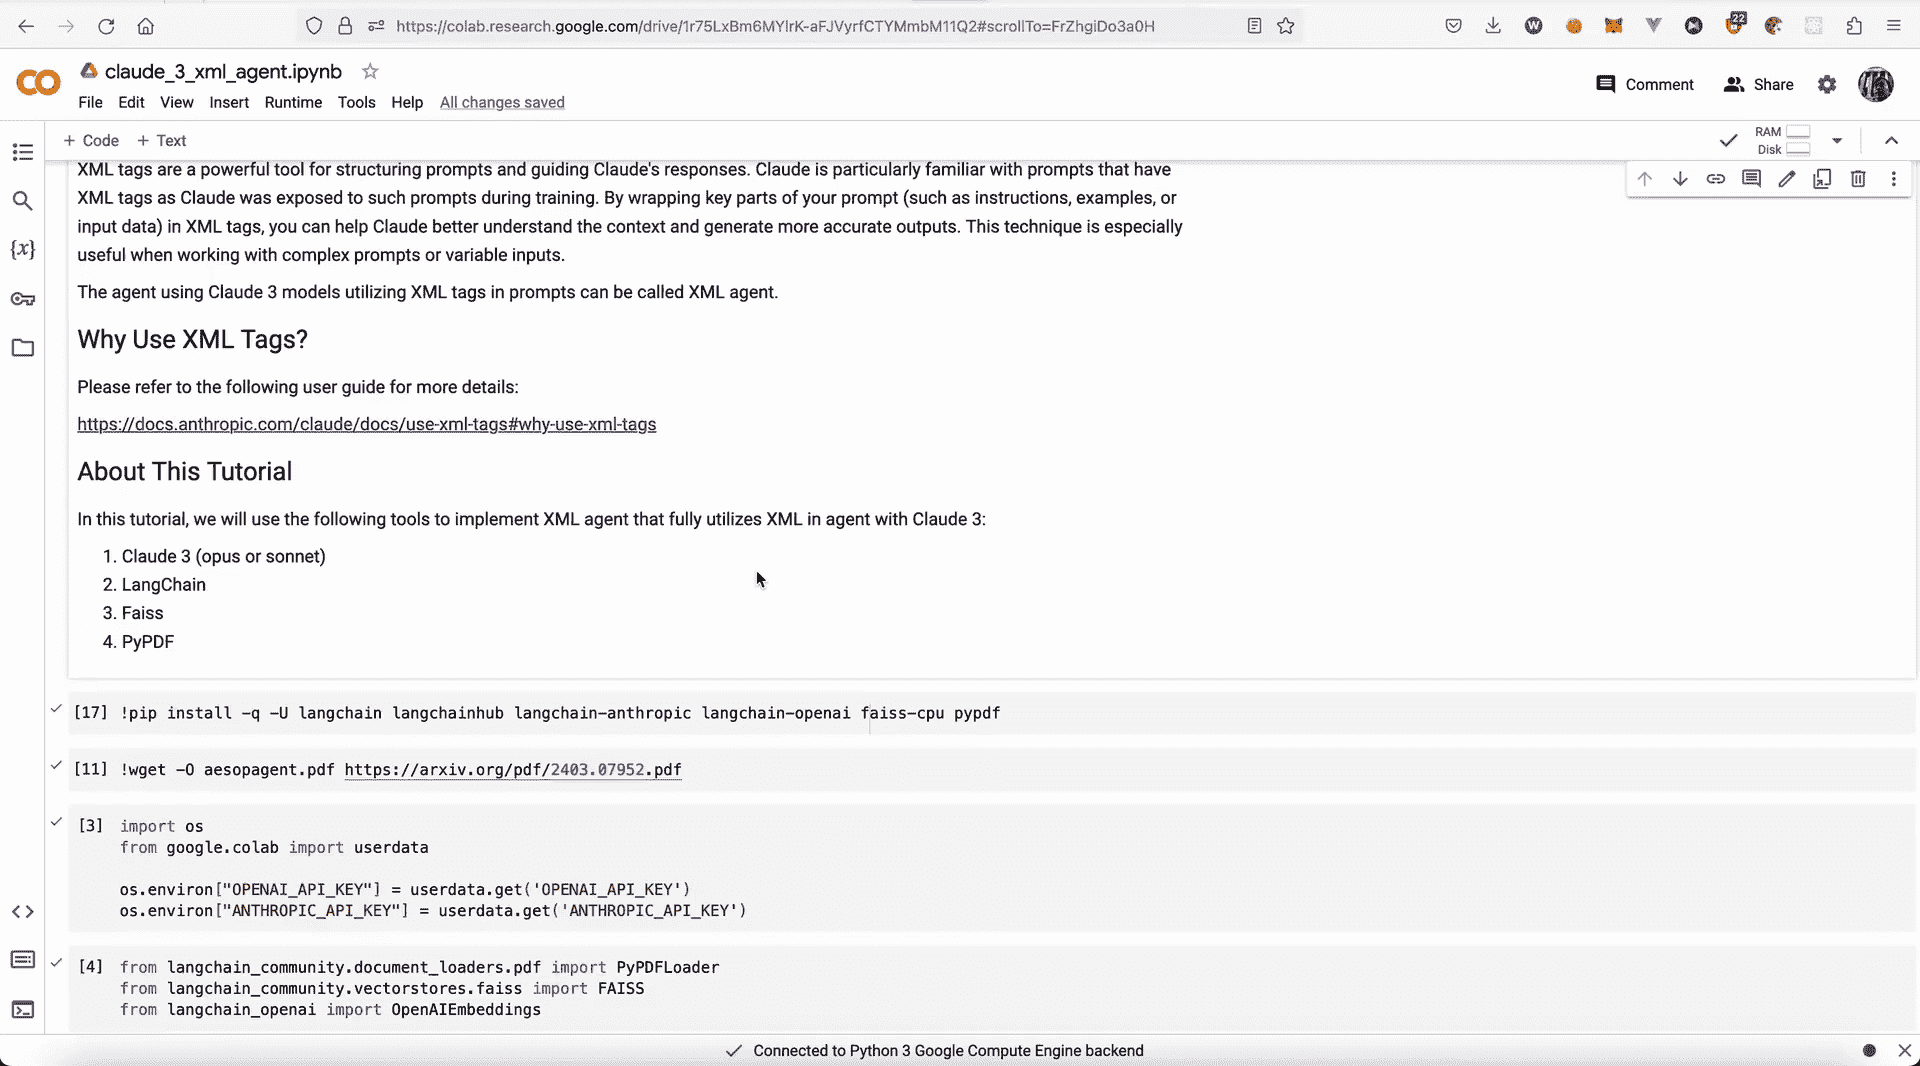 https://colab.research.google.com/drive/1r75LxBm6MYlrK-aFJVyrfCTYMmbM11Q2#scrollTo=FrZhgiDo3a0H
22
claude_3_xml_agent.ipynb
Comment
Share
File Edit View Insert Runtime Tools Help All changes saved
+ Code + Text
RAM
Disk
XML tags are a powerful tool for structuring prompts and guiding Claude's responses. Claude is particularly familiar with prompts that have
XML tags as Claude was exposed to such prompts during training. By wrapping key parts of your prompt (such as instructions, examples, or
input data) in XML tags, you can help Claude better understand the context and generate more accurate outputs. This technique is especially
useful when working with complex prompts or variable inputs.
The agent using Claude 3 models utilizing XML tags in prompts can be called XML agent.
Why Use XML Tags?
Please refer to the following user guide for more details:
https://docs.anthropic.com/claude/docs/use-xml-tags#why-use-xml-tags
About This Tutorial
In this tutorial, we will use the following tools to implement XML agent that fully utilizes XML in agent with Claude 3:
1. Claude 3 (opus or sonnet)
2. LangChain
3. Faiss
4. PyPDF
[17] !pip install -q -U langchain langchainhub langchain-anthropic langchain-openai faiss-cpu pypdf
[11] !wget -O aesopagent.pdf https://arxiv.org/pdf/2403.07952.pdf
[3] import os
from google.colab import userdata
os.environ["OPENAI_API_KEY"] = userdata.get('OPENAI_API_KEY')
os.environ["ANTHROPIC_API_KEY"] = userdata.get('ANTHROPIC_API_KEY')
[4] from langchain_community.document_loaders.pdf import PyPDFLoader
from langchain_community.vectorstores.faiss import FAISS
from langchain_openai import OpenAIEmbeddings
Connected to Python 3 Google Compute Engine backend